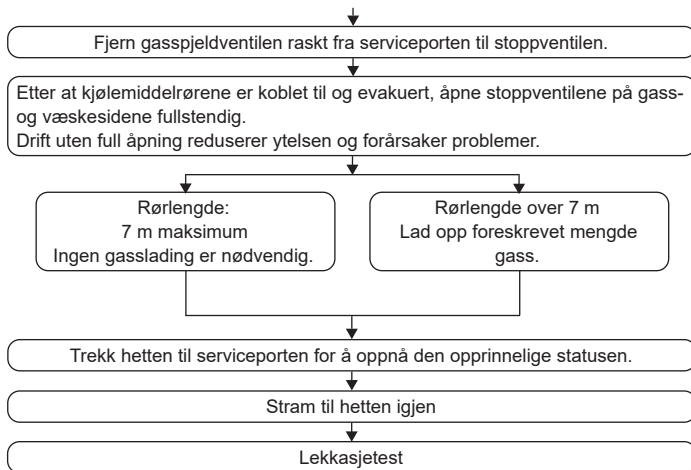 Fjern gasspjeldventilen raskt fra serviceporten til stoppventilen.
Etter at kjølemiddelrørene er koblet til og evakuert, åpne stoppventilene på gass-
og væskesidene fullstendig.
Drift uten full åpning reduserer ytelsen og forårsaker problemer.
Rørlengde:
7 m maksimum
Ingen gasslading er nødvendig.
Rørlengde over 7 m
Lad opp foreskrevet mengde
gass.
Trekk hetten til serviceporten for å oppnå den opprinnelige statusen.
Stram til hetten igjen
Lekkasjetest